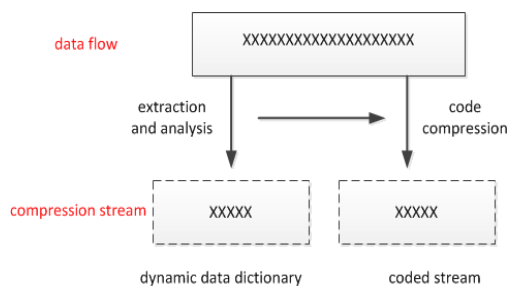 XXXXXXXXXXXXXXXXXXXX
data flow
extraction
and analysis
code
compression
compression stream
XXXXX
XXXXX
dynamic data dictionary
coded stream